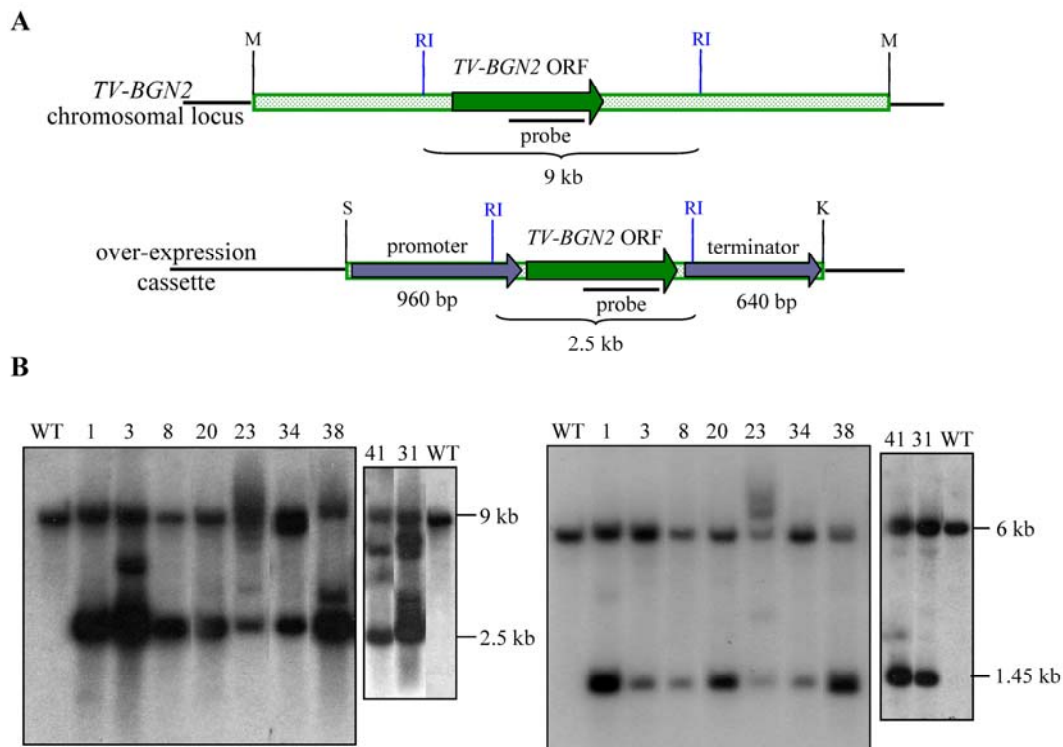 A
M RI RI M
TV-BGN2 ORF
TV-BGN2
chromosomal locus
probe
9 kb
S RI RI K
TV-BGN2 ORF
over-expression
cassette
promoter
terminator
probe
960 bp
640 bp
2.5 kb
B
WT 1 3 8 20 23 34 38
41 31 WT
9 kb
2.5 kb
WT 1 3 8 20 23 34 38
41 31 WT
6 kb
1.45 kb